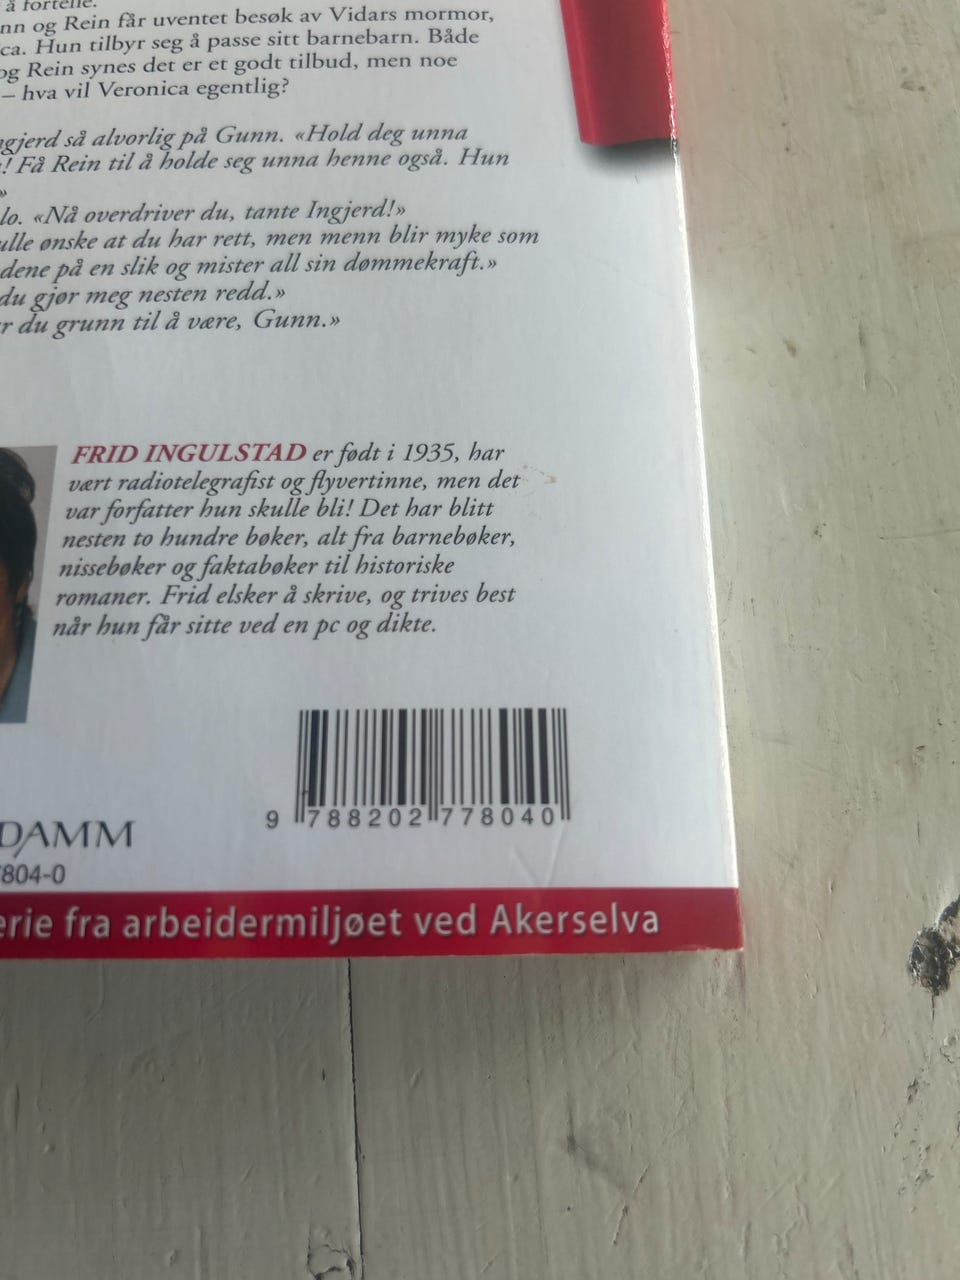 å fortelle.
nn og Rein får uventet besøk av Vidars mormor,
ca. Hun tilbyr seg å passe sitt barnebarn. Både
og Rein synes det er et godt tilbud, men noe
– hva vil Veronica egentlig?
ngjerd så alvorlig på Gunn. «Hold deg unna
! Få Rein til å holde seg unna henne også. Hun
»
lo. «Nå overdriver du, tante Ingjerd!»
ulle ønske at du har rett, men menn blir myke som
dene på en slik og mister all sin dømmekraft.»
du gjør meg nesten redd.»
r du grunn til å være, Gunn.»
FRID INGULSTAD er født i 1935, har
vært radiotelegrafist og flyvertinne, men det
var forfatter hun skulle bli! Det har blitt
nesten to hundre bøker, alt fra barnebøker,
nissebøker og faktabøker til historiske
romaner. Frid elsker å skrive, og trives best
når hun får sitte ved en pc og dikte.
9 788202 778040
DAMM
804-0
erie fra arbeidermiljøet ved Akerselva